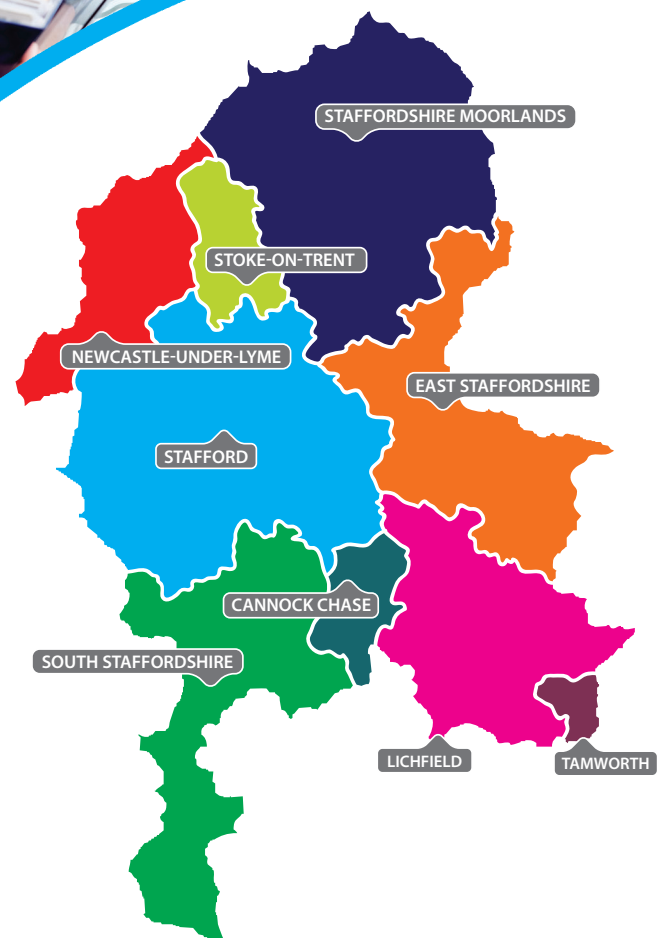 STAFFORDSHIRE MOORLANDS
STOKE-ON-TRENT
NEWCASTLE-UNDER-LYME
EAST STAFFORDSHIRE
STAFFORD
CANNOCK CHASE
SOUTH STAFFORDSHIRE
LICHFIELD
TAMWORTH